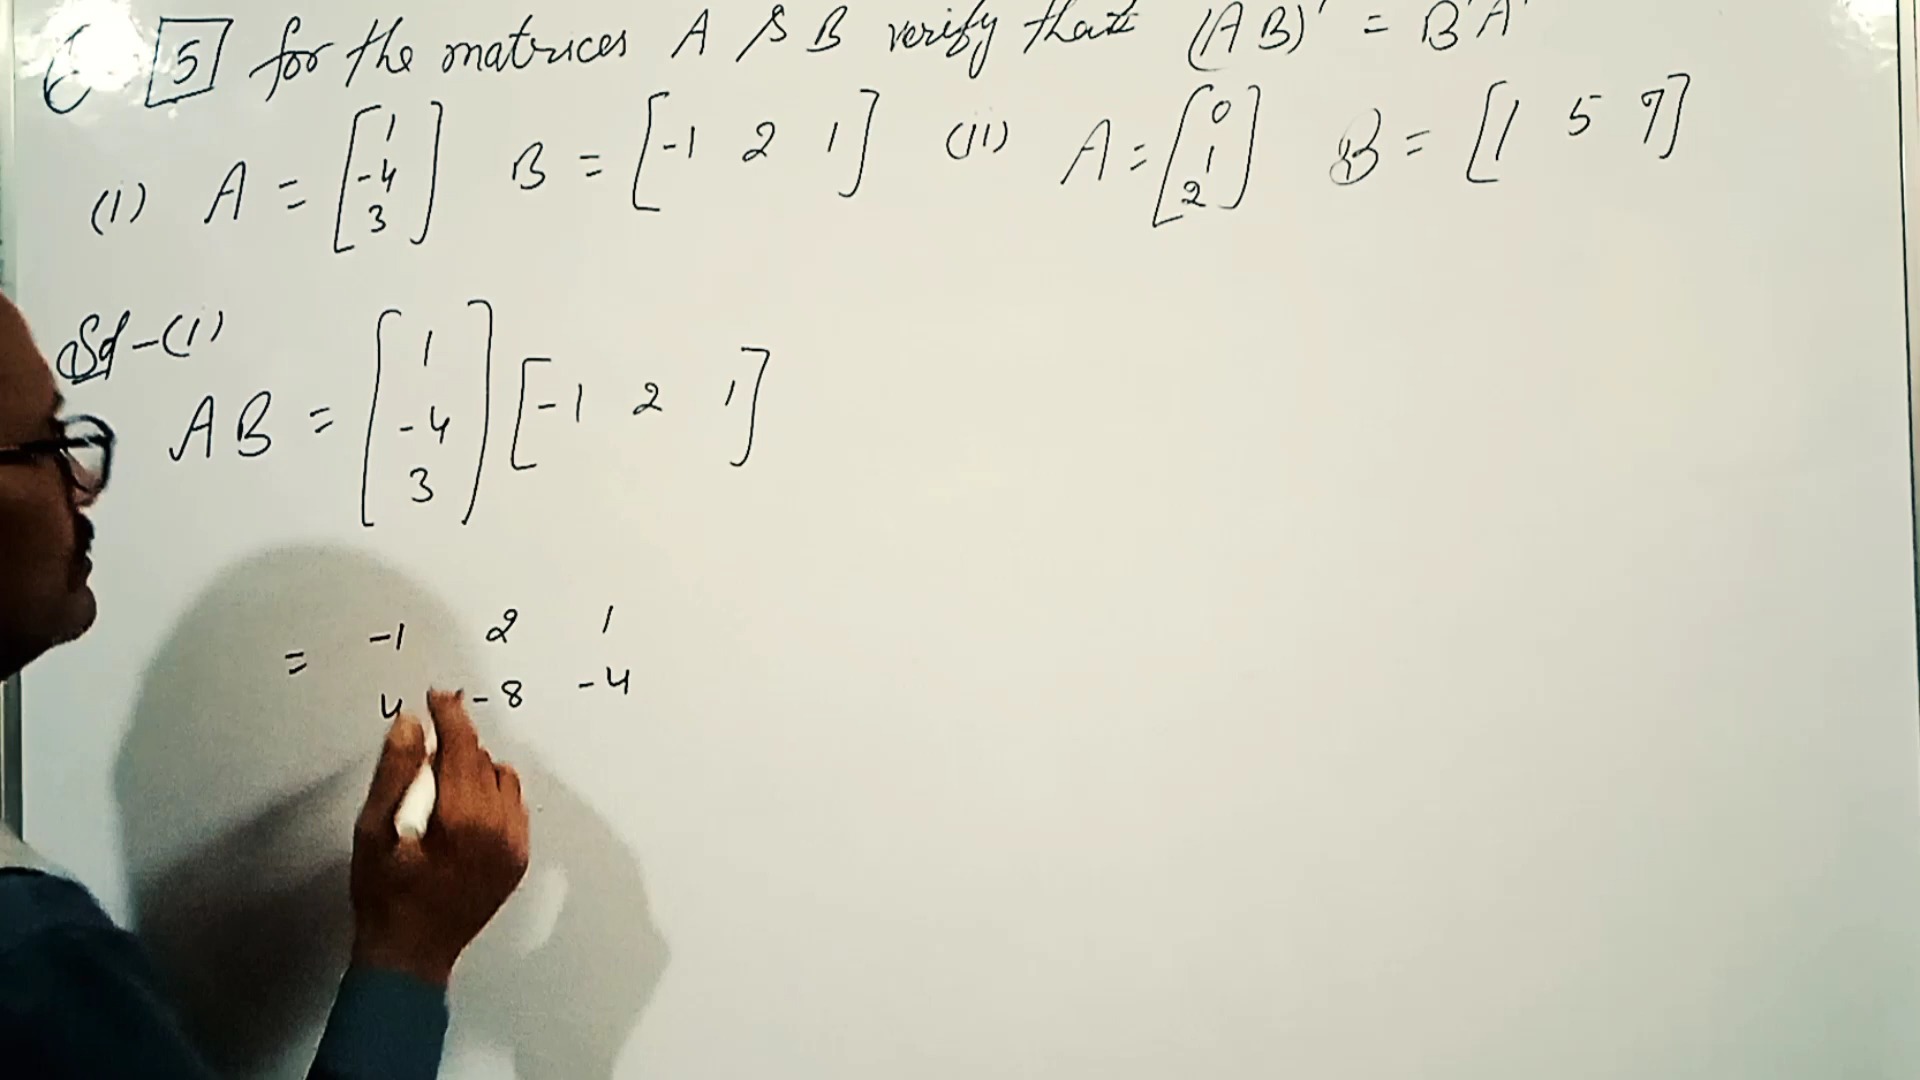 5 for the matrices A & B verify that (AB)' = B'A'
(i) A = [1 -4 3] B = [-1 2 1] (ii) A = [0 1 2] B = [1 5 7]
Sol - (i)
AB = [1 -4 3] [-1 2 1]
= -1 2 1
4 -8 -4